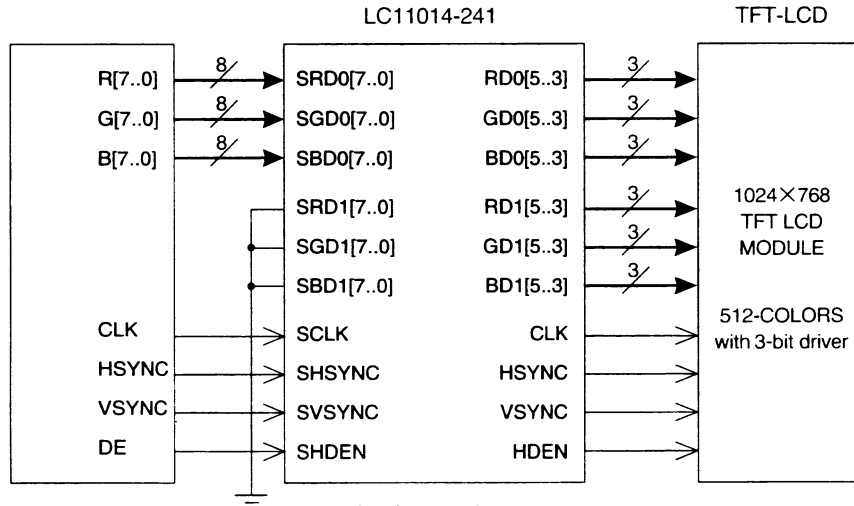 LC11014-241
TFT-LCD
R[7..0]
8
SRD0[7..0]
RD0[5..3]
3
G[7..0]
8
SGD0[7..0]
GD0[5..3]
3
B[7..0]
8
SBD0[7..0]
BD0[5..3]
3
SRD1[7..0]
RD1[5..3]
3
SGD1[7..0]
GD1[5..3]
3
SBD1[7..0]
BD1[5..3]
3
1024×768
TFT LCD
MODULE
512-COLORS
with 3-bit driver
CLK
SCLK
CLK
HSYNC
SHSYNC
HSYNC
VSYNC
SVSYNC
VSYNC
DE
SHDEN
HDEN